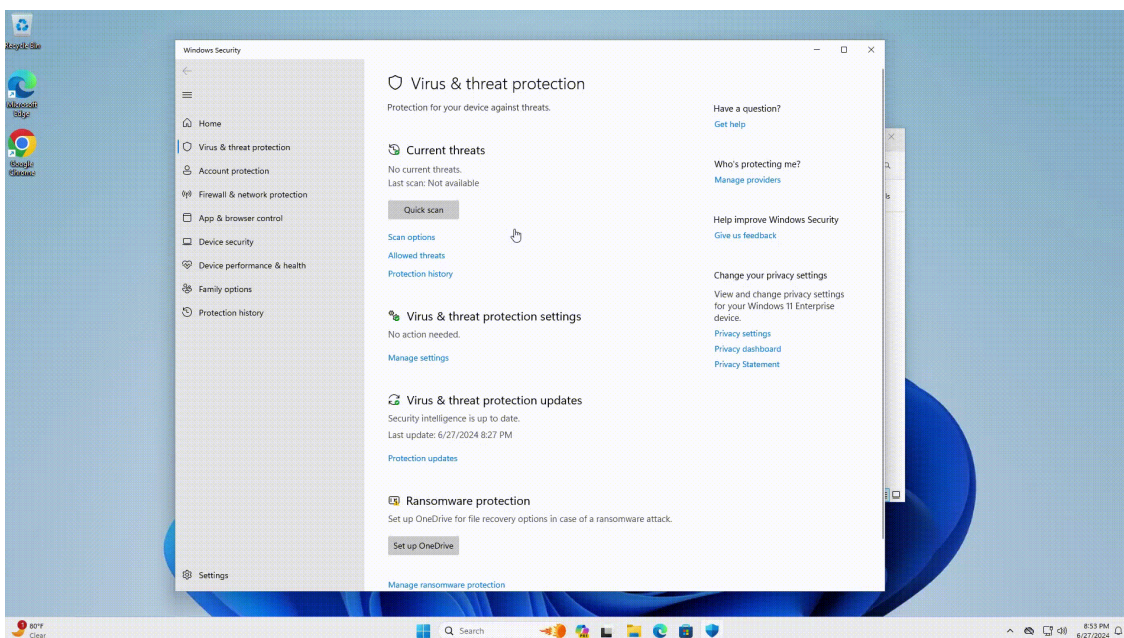 Recycle Bin
Microsoft
Edge
Google
Chrome
Windows Security
Home
Virus & threat protection
Account protection
Firewall & network protection
App & browser control
Device security
Device performance & health
Family options
Protection history
Settings
Virus & threat protection
Protection for your device against threats.
Current threats
No current threats.
Last scan: Not available
Quick scan
Scan options
Allowed threats
Protection history
Virus & threat protection settings
No action needed.
Manage settings
Virus & threat protection updates
Security intelligence is up to date.
Last update: 6/27/2024 8:27 PM
Protection updates
Ransomware protection
Set up OneDrive for file recovery options in case of a ransomware attack.
Set up OneDrive
Manage ransomware protection
Have a question?
Get help
Who's protecting me?
Manage providers
Help improve Windows Security
Give us feedback
Change your privacy settings
View and change privacy settings
for your Windows 11 Enterprise
device.
Privacy settings
Privacy dashboard
Privacy Statement
1
80°F
Clear
Search
8:53 PM
6/27/2024